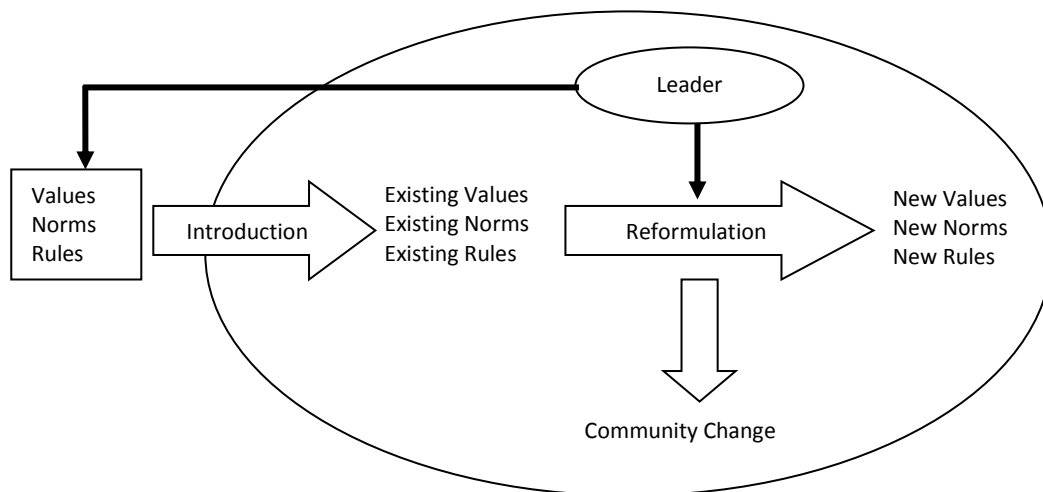 Leader
Values
Norms
Rules
Introduction
Existing Values
Existing Norms
Existing Rules
Reformulation
New Values
New Norms
New Rules
Community Change